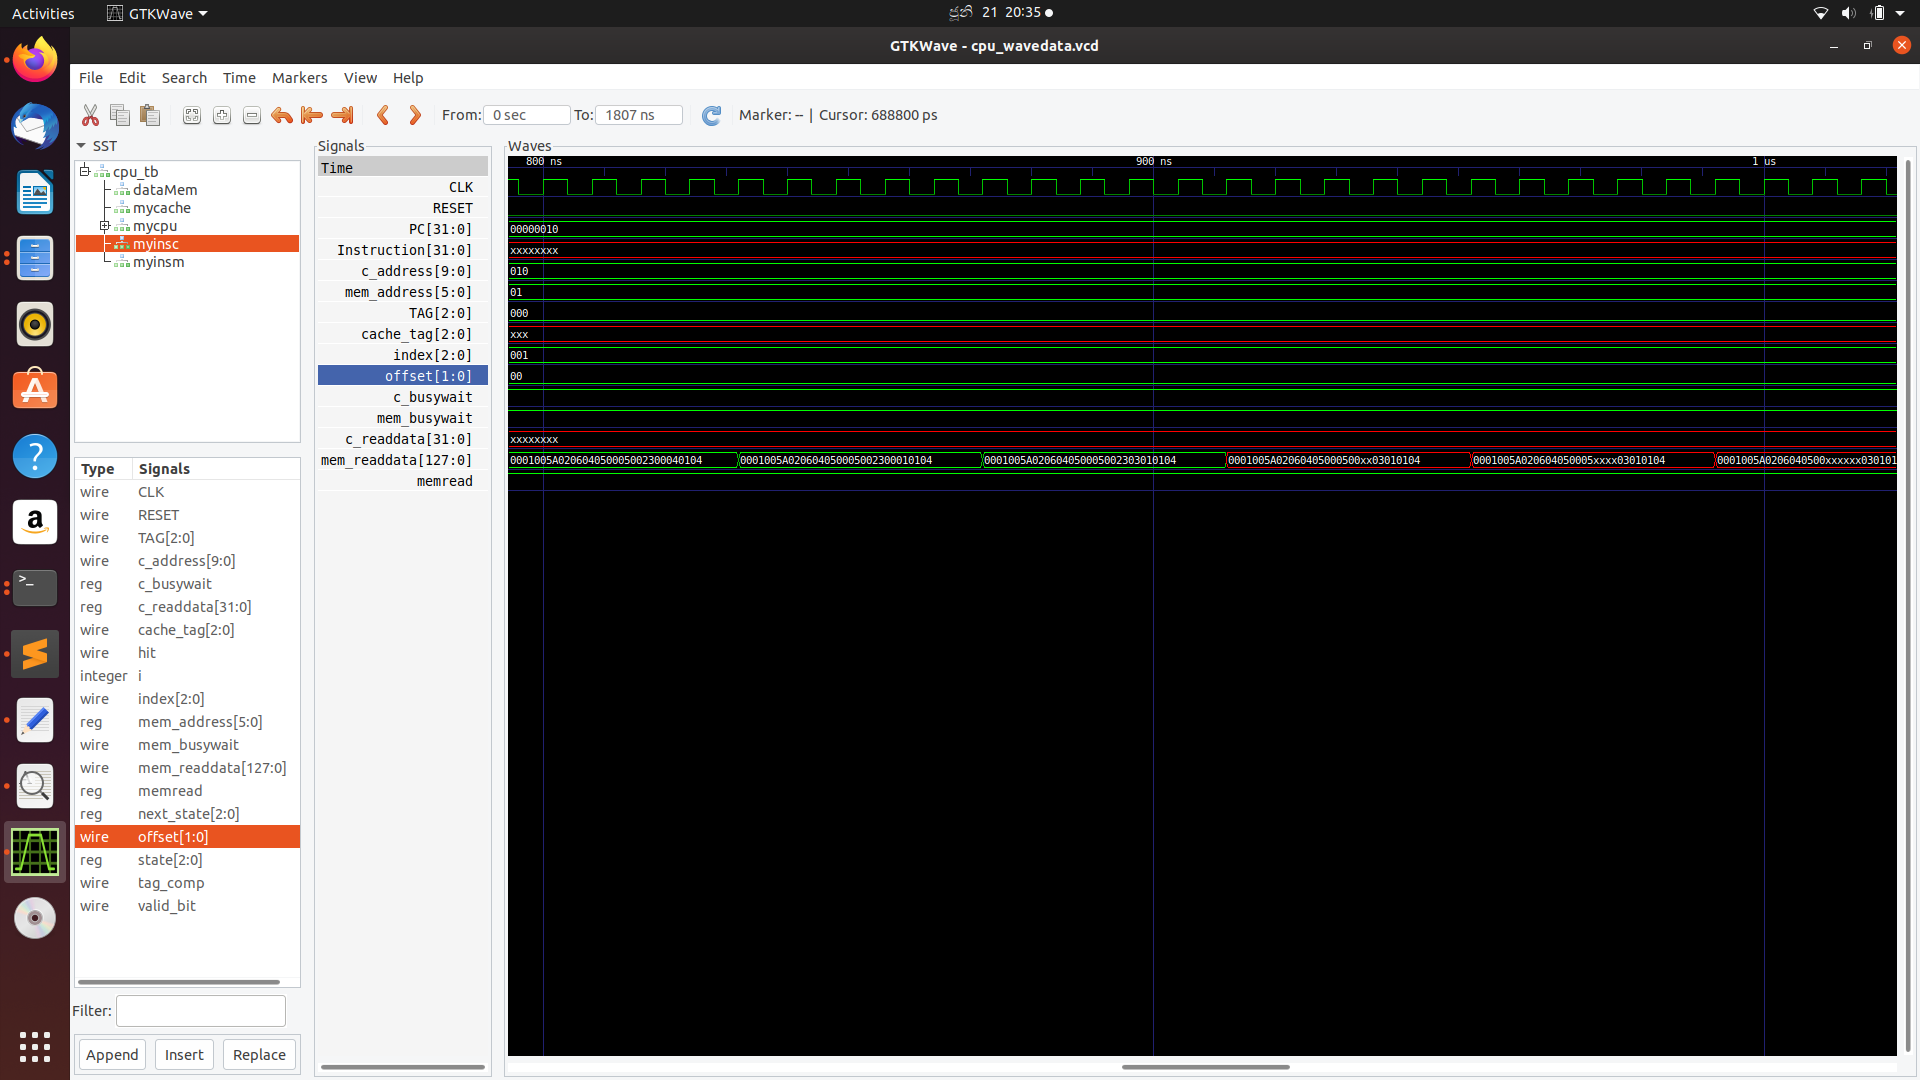 Activities GTKWave ජූනි 21 20:35
GTKWave - cpu_wavedata.vcd
File Edit Search Time Markers View Help
From: 0 sec To: 1807 ns Marker: -- | Cursor: 688800 ps
SST
cpu_tb
dataMem
mycache
mycpu
myinsc
myinsm
Type Signals
wire CLK
wire RESET
wire TAG[2:0]
wire c_address[9:0]
reg c_busywait
reg c_readdata[31:0]
wire cache_tag[2:0]
wire hit
integer i
wire index[2:0]
reg mem_address[5:0]
wire mem_busywait
wire mem_readdata[127:0]
reg memread
reg next_state[2:0]
wire offset[1:0]
reg state[2:0]
wire tag_comp
wire valid_bit
Filter:
Append Insert Replace
Signals
Time
CLK
RESET
PC[31:0]
Instruction[31:0]
c_address[9:0]
mem_address[5:0]
TAG[2:0]
cache_tag[2:0]
index[2:0]
offset[1:0]
c_busywait
mem_busywait
c_readdata[31:0]
mem_readdata[127:0]
memread
Waves
800 ns 900 ns 1 us
00000010
xxxxxxxx
010
01
000
xxx
001
00
xxxxxxxx
0001005A020604050005002300040104 0001005A020604050005002300010104 0001005A020604050005002303010104 0001005A02060405000500xx03010104 0001005A020604050005xxxx03010104 0001005A0206040500xxxxxx030101